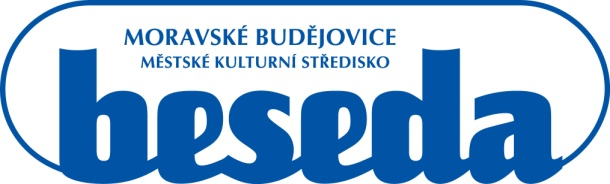 MORAVSKÉ BUDĚJOVICE
MĚSTSKÉ KULTURNÍ STŘEDISKO
beseda